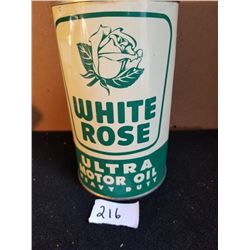 WHITE
ROSE
ULTRA
MOTOR OIL
HEAVY DUTY
216